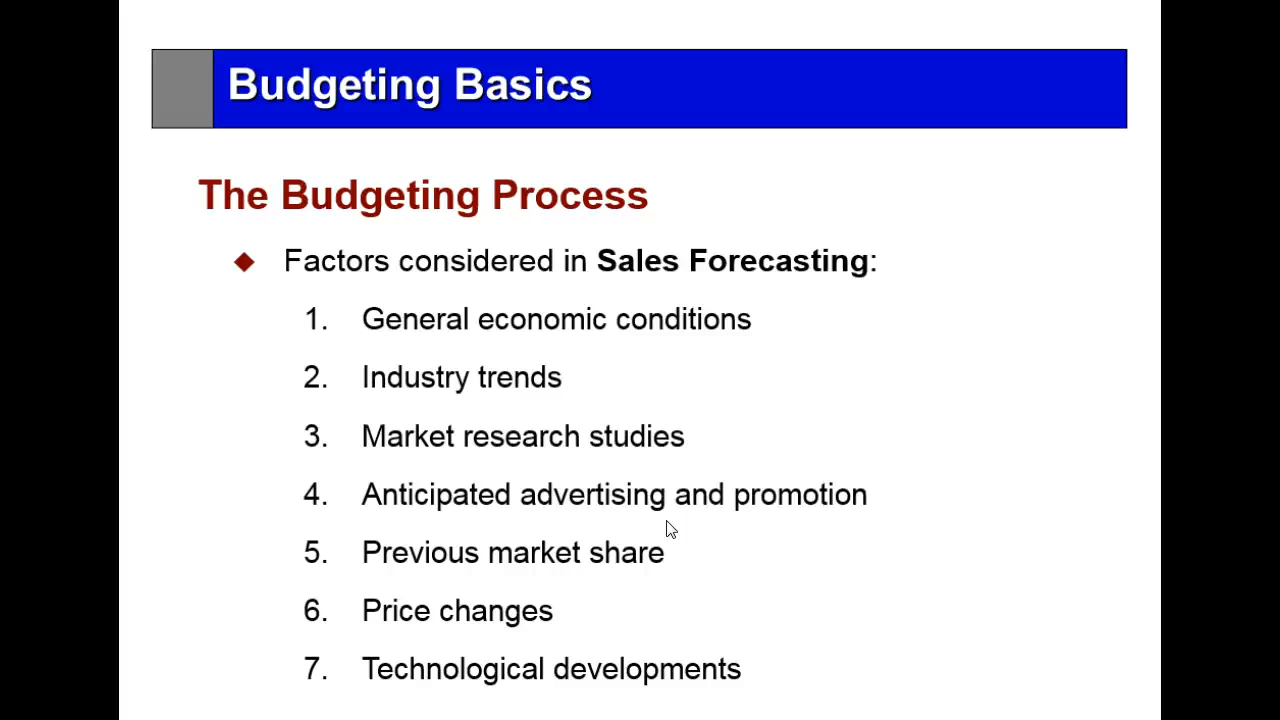 Budgeting Basics
The Budgeting Process
Factors considered in Sales Forecasting:
1. General economic conditions
2. Industry trends
3. Market research studies
4. Anticipated advertising and promotion
5. Previous market share
6. Price changes
7. Technological developments